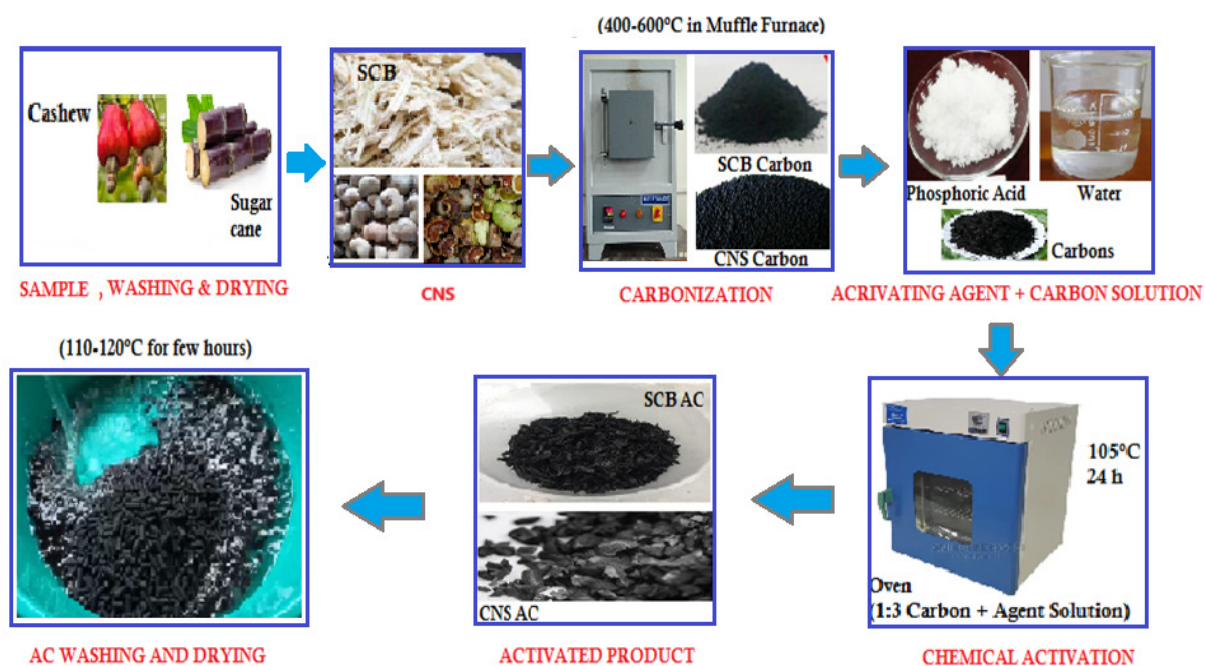 (400-600°C in Muffle Furnace)
Cashew
Sugar
cane
SAMPLE , WASHING & DRYING
SCB
CNS
SCB Carbon
CNS Carbon
CARBONIZATION
Phosphoric Acid
Water
Carbons
ACRIVATING AGENT + CARBON SOLUTION
(110-120°C for few hours)
AC WASHING AND DRYING
SCB AC
CNS AC
ACTIVATED PRODUCT
105°C
24 h
Oven
(1:3 Carbon + Agent Solution)
CHEMICAL ACTIVATION